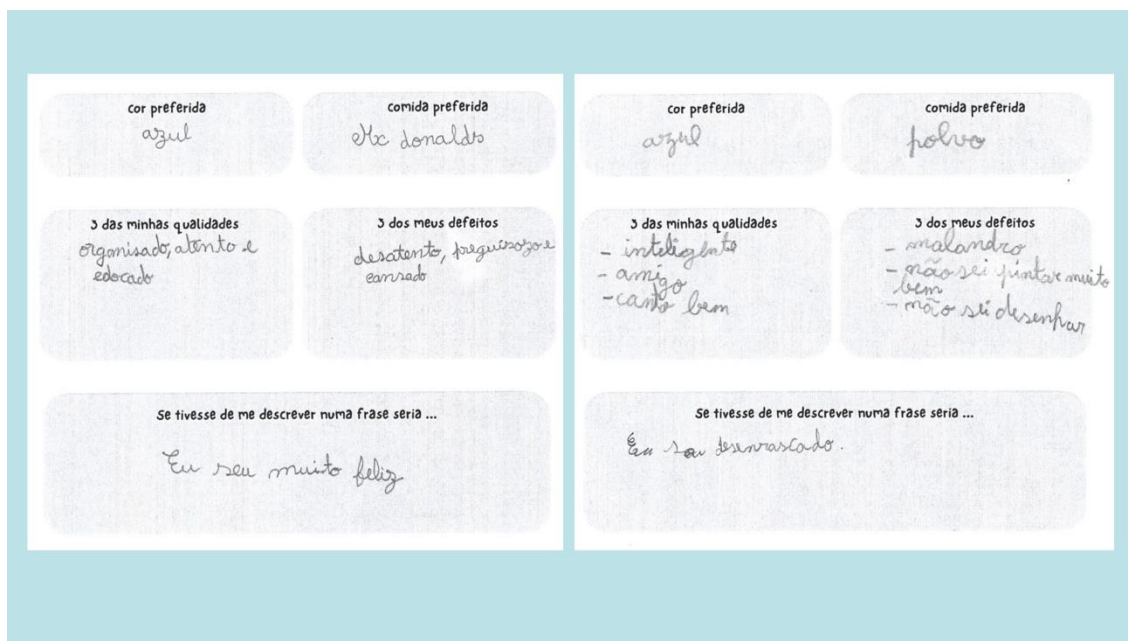 cor preferida
azul
comida preferida
Mc donalds
3 das minhas qualidades
organisado, atento e
edocado
3 dos meus defeitos
desatento, preguisozo e
cansado
Se tivesse de me descrever numa frase seria ...
Eu seu muito feliz
cor preferida
azul
comida preferida
polvo
3 das minhas qualidades
- inteligente
- amigo
- canto bem
3 dos meus defeitos
- malandro
- não sei pintar muito
bem
- não sei desenhar
Se tivesse de me descrever numa frase seria ...
Eu sou desenrascado.